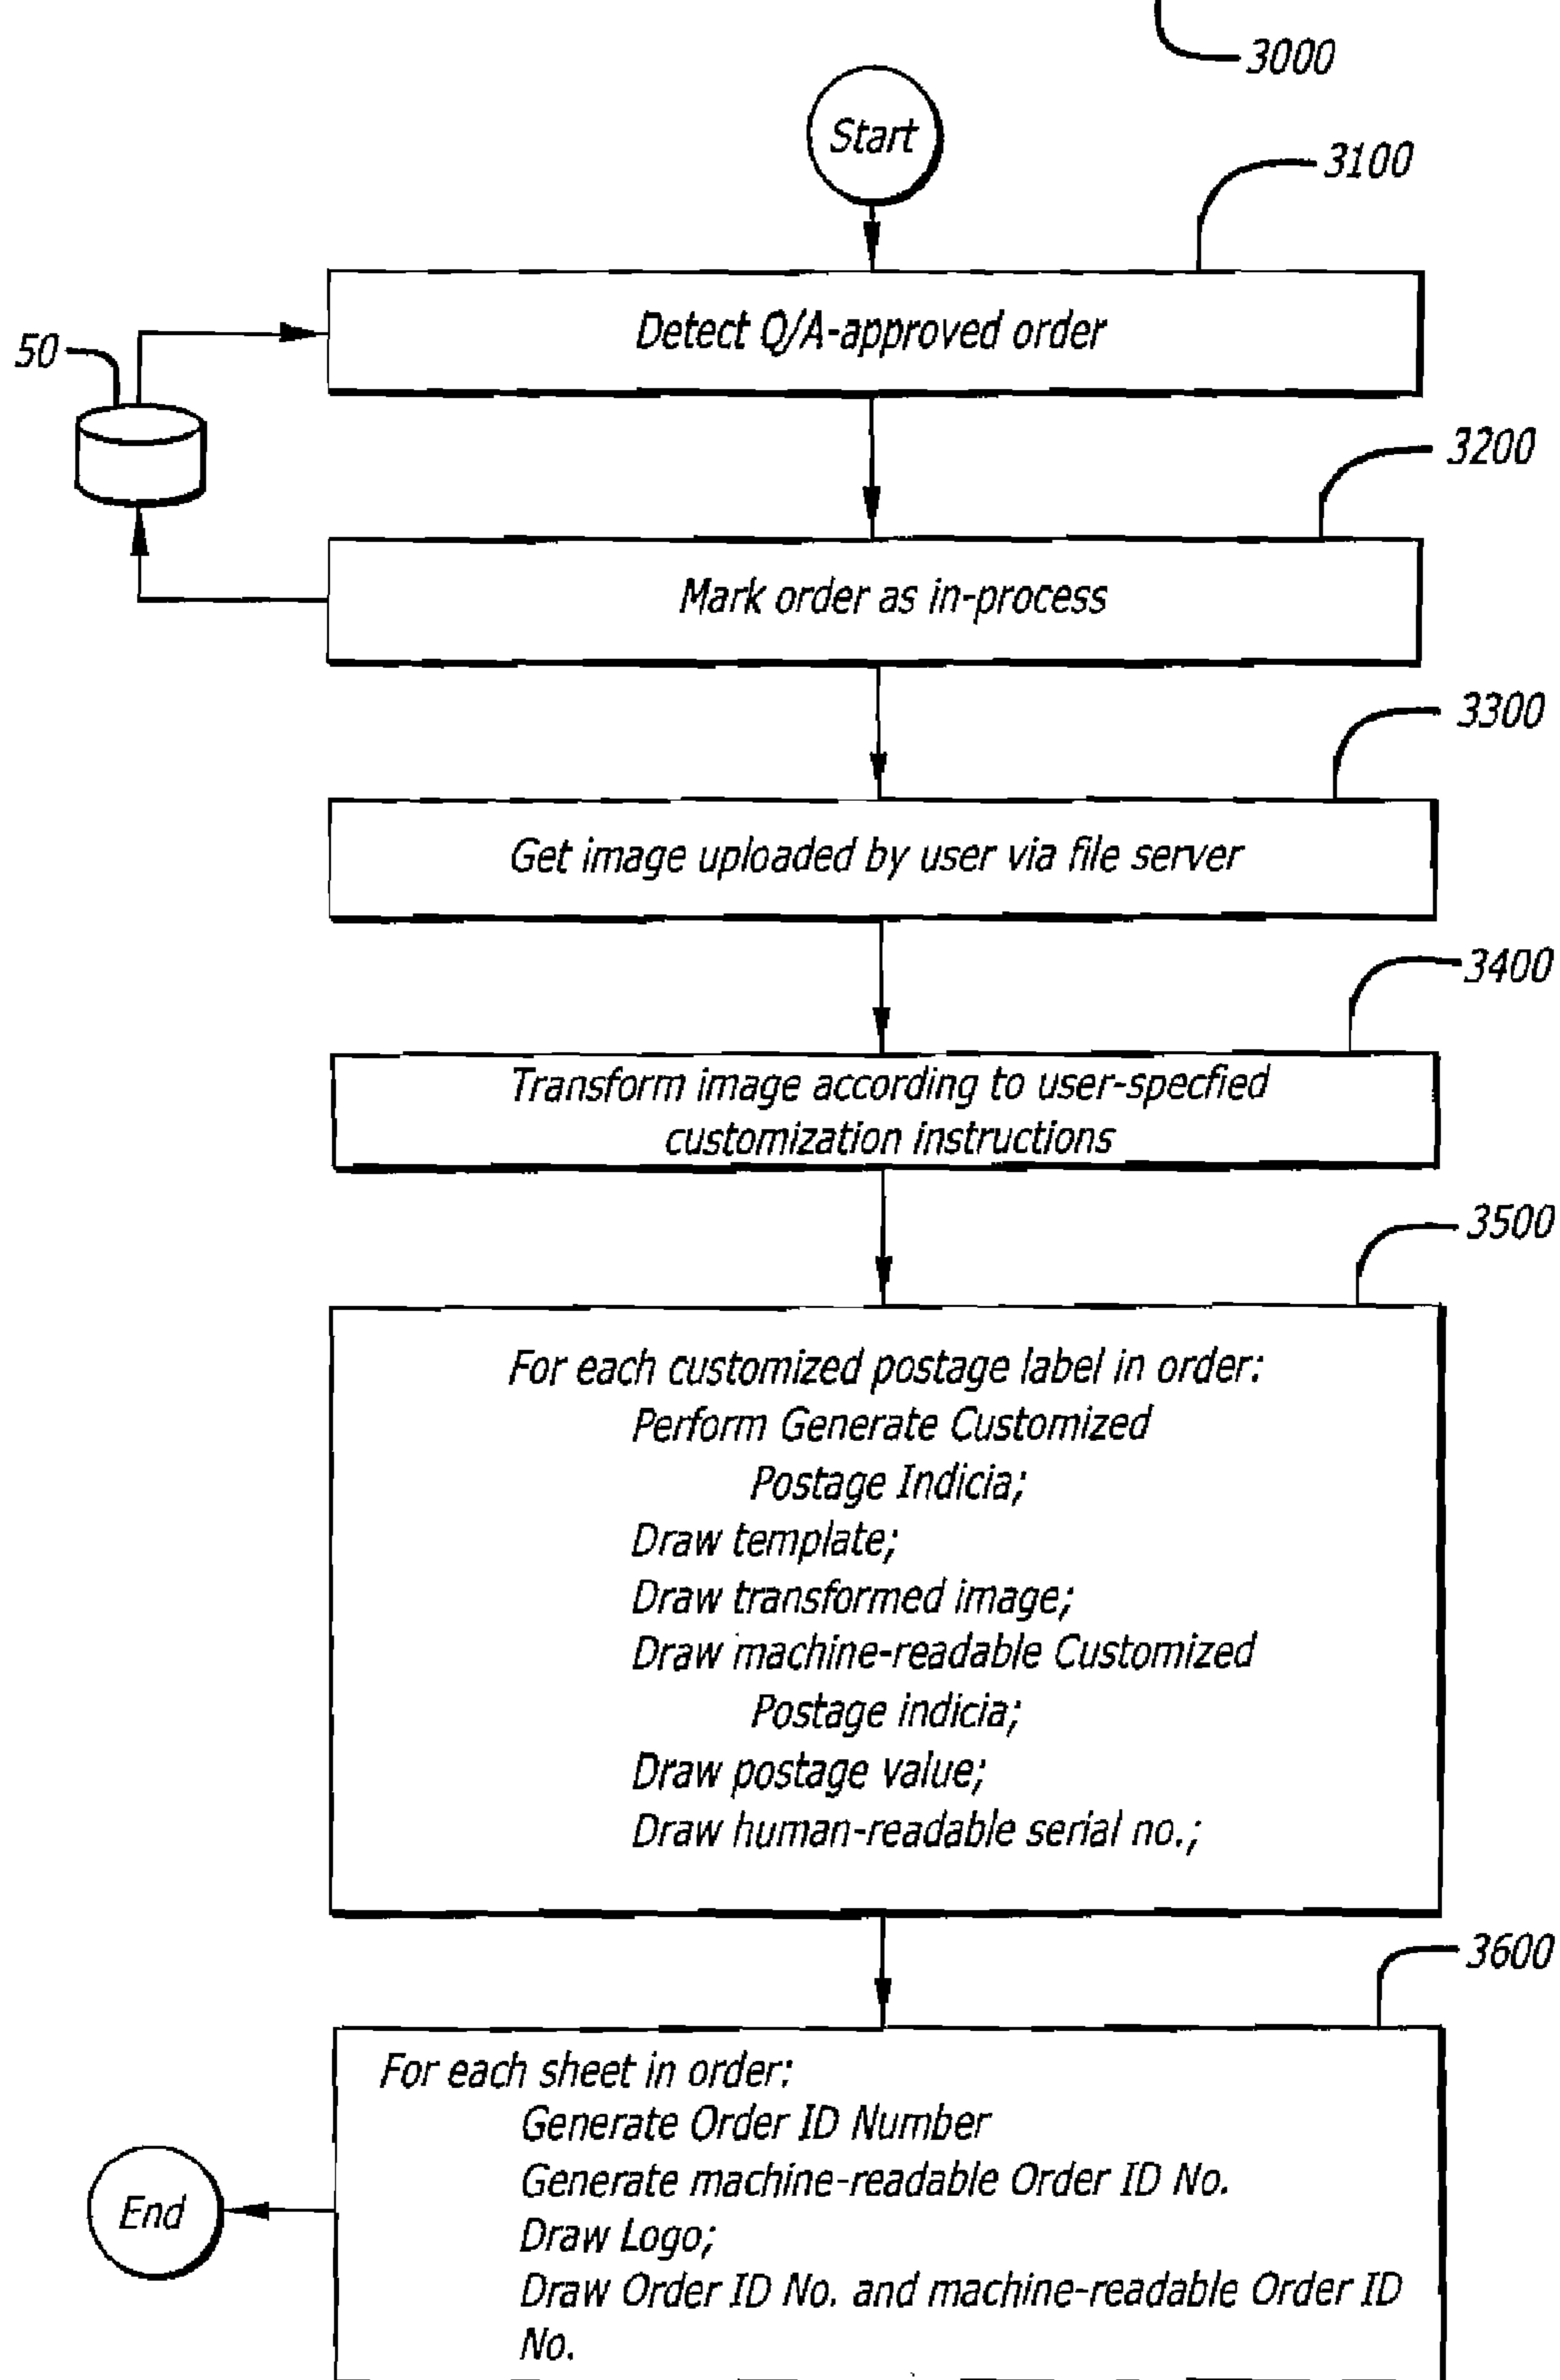 3000
Start
3100
Detect Q/A-approved order
50
3200
Mark order as in-process
3300
Get image uploaded by user via file server
3400
Transform image according to user-specfied
customization instructions
3500
For each customized postage label in order:
Perform Generate Customized
Postage Indicia;
Draw template;
Draw transformed image;
Draw machine-readable Customized
Postage indicia;
Draw postage value;
Draw human-readable serial no.;
3600
For each sheet in order:
Generate Order ID Number
Generate machine-readable Order ID No.
Draw Logo;
Draw Order ID No. and machine-readable Order ID
No.
End